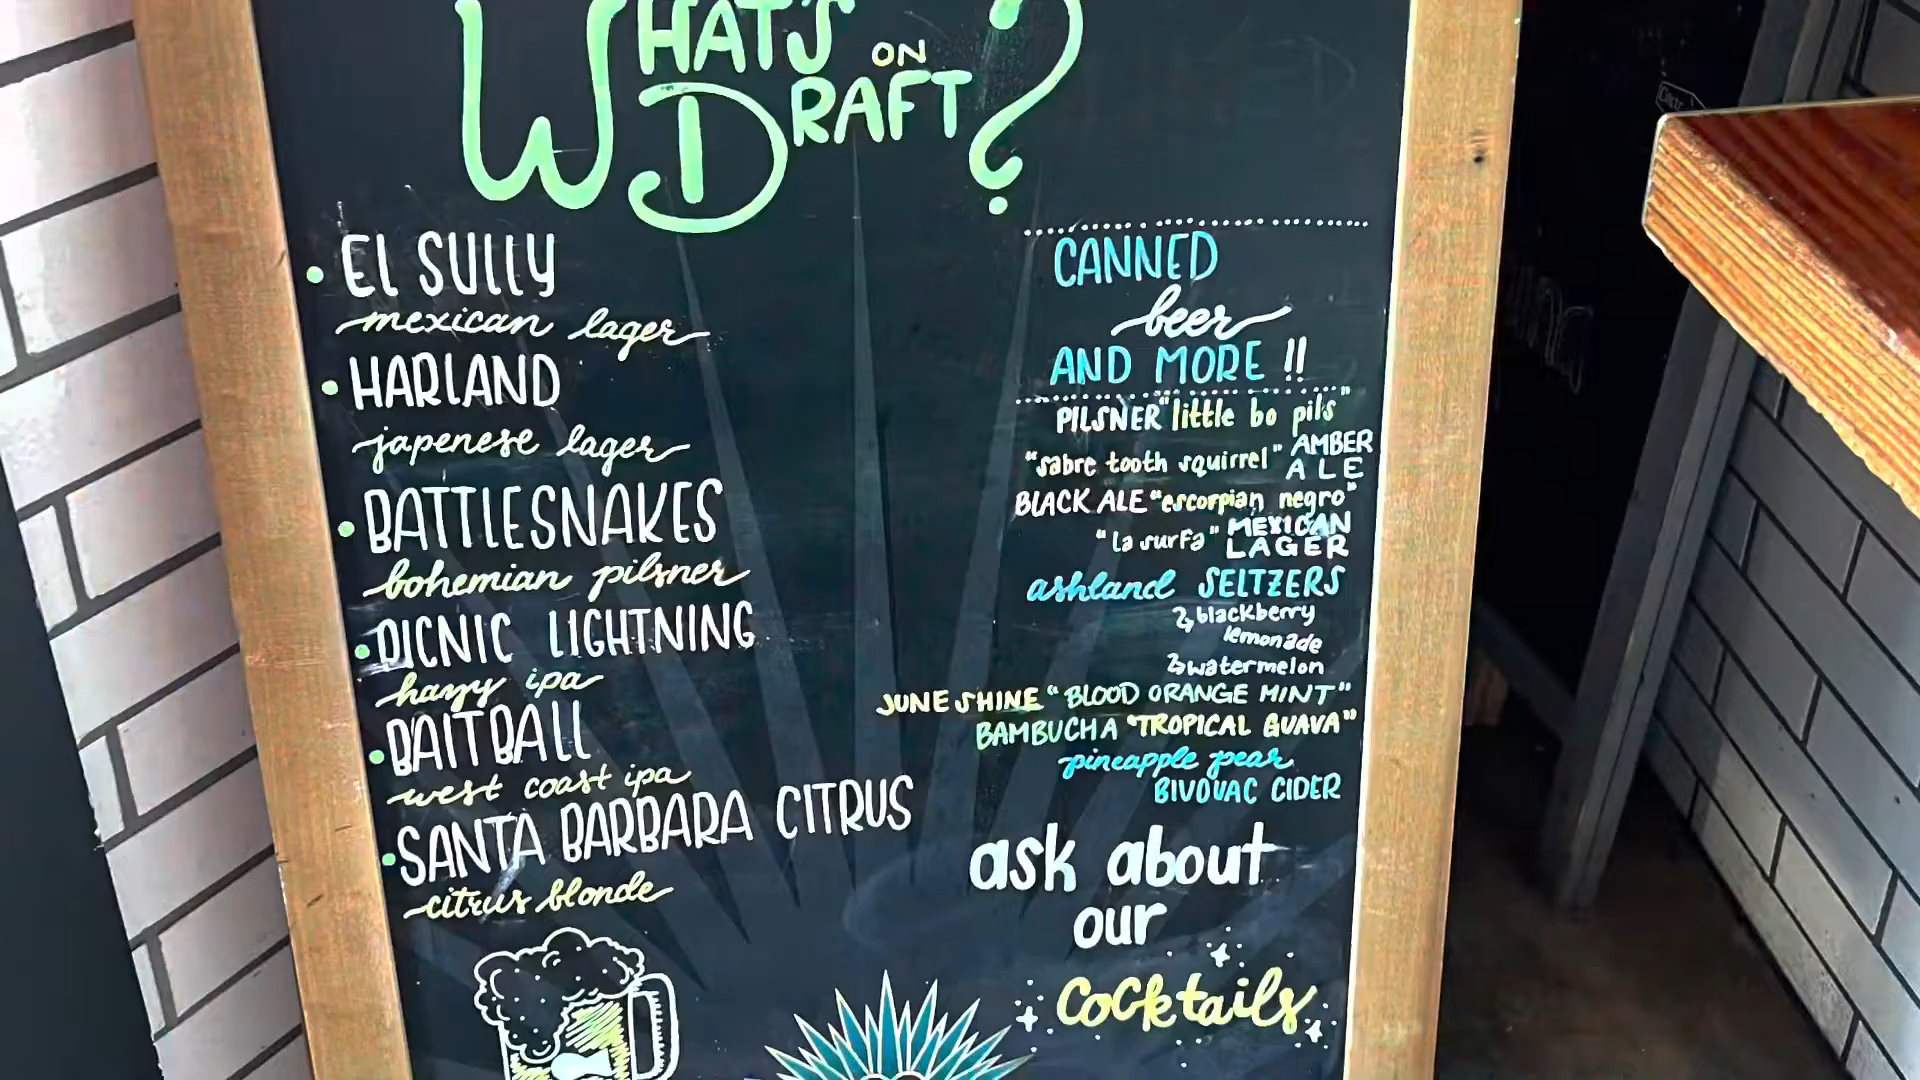 WHAT'S ON DRAFT?
EL SULLY
mexican lager
HARLAND
japenese lager
BATTLESNAKES
bohemian pilsner
PICNIC LIGHTNING
hazy ipa
BAITBALL
west coast ipa
SANTA BARBARA CITRUS
citrus blonde
CANNED
beer
AND MORE !!
PILSNER "little bo pils"
"sabre tooth squirrel" AMBER ALE
BLACK ALE "escorpian negro"
"la surfa" MEXICAN LAGER
ashland SELTZERS
blackberry
lemonade
watermelon
JUNESHINE "BLOOD ORANGE MINT"
BAMBUCHA "TROPICAL GUAVA"
pineapple pear
BIVOUAC CIDER
ask about
our
cocktails